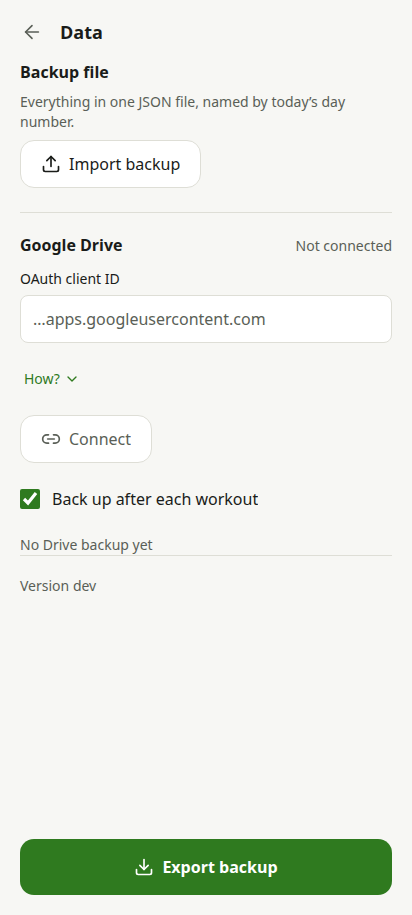 Data
Backup file
Everything in one JSON file, named by today’s day
number.
Import backup
Google Drive
Not connected
OAuth client ID
...apps.googleusercontent.com
How?
Connect
Back up after each workout
No Drive backup yet
Version dev
Export backup